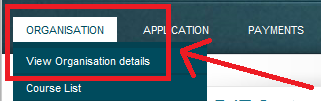 ORGANISATION APPLICATION PAYMENTS
View Organisation details
Course List